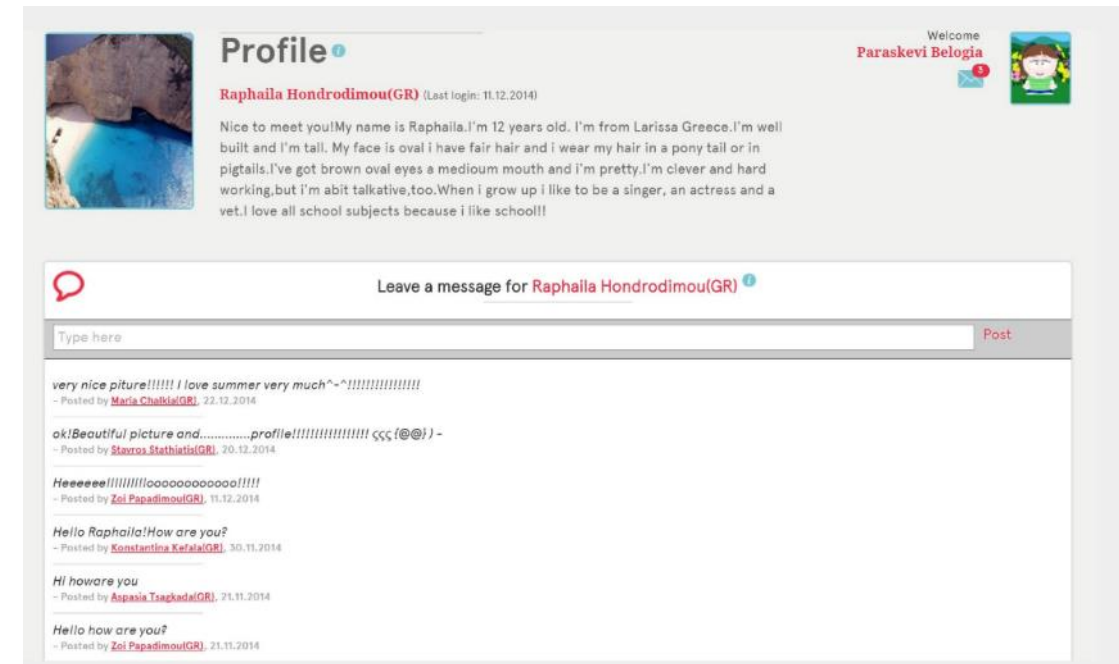 Profile
Welcome
Paraskevi Belogia
3
Raphaila Hondrodimou(GR) (Last login: 11.12.2014)
Nice to meet you!My name is Raphaila.I'm 12 years old. I'm from Larissa Greece.I'm well
built and I'm tall. My face is oval i have fair hair and i wear my hair in a pony tail or in
pigtails.I've got brown oval eyes a medioum mouth and i'm pretty.I'm clever and hard
working,but i'm abit talkative,too.When i grow up i like to be a singer, an actress and a
vet.I love all school subjects because i like school!!
Leave a message for Raphaila Hondrodimou(GR)
Type here
Post
very nice piture!!!!!! I love summer very much^-^!!!!!!!!!!!!!!!!
– Posted by Maria Chalkia(GR), 22.12.2014
ok!Beautiful picture and..............profile!!!!!!!!!!!!!!!!! ςςς {@@} ) ~
– Posted by Stavros Stathiatis(GR), 20.12.2014
Heeeeee!!!!!!!!!!oooooooooooo!!!!!
– Posted by Zoi Papadimou(GR), 11.12.2014
Hello Raphaila!How are you?
– Posted by Konstantina Kefala(GR), 30.11.2014
Hi howare you
– Posted by Aspasia Tsagkada(GR), 21.11.2014
Hello how are you?
– Posted by Zoi Papadimou(GR), 21.11.2014